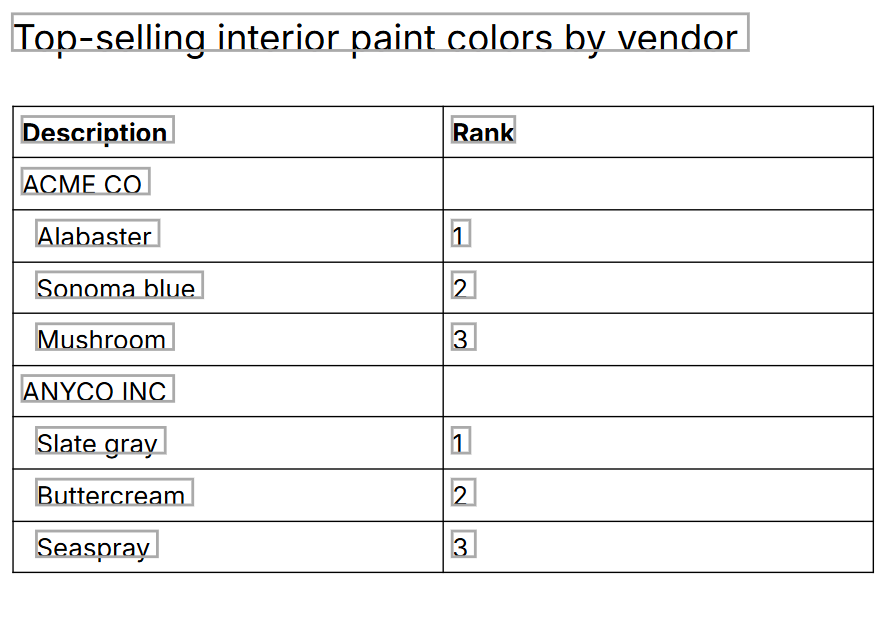 Top-selling interior paint colors by vendor
Description Rank
ACME CO
Alabaster 1
Sonoma blue 2
Mushroom 3
ANYCO INC
Slate gray 1
Buttercream 2
Seaspray 3